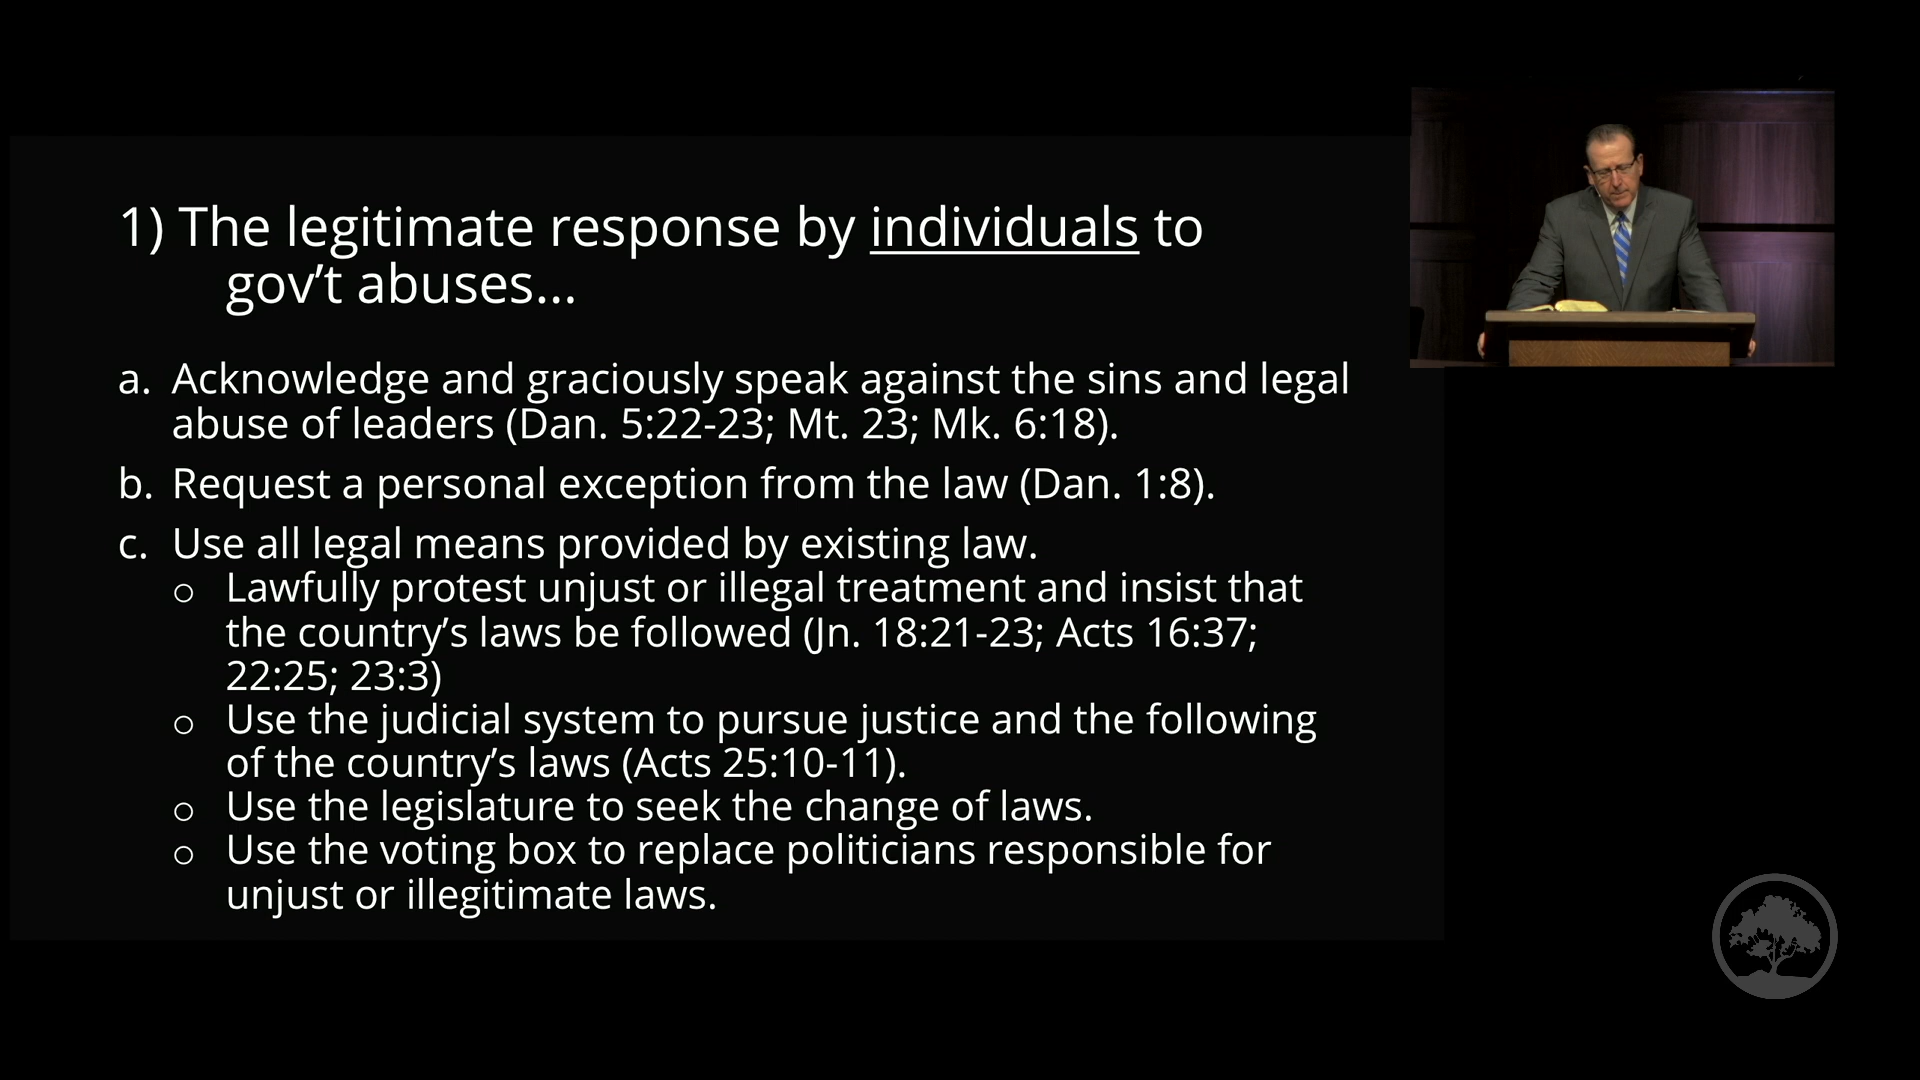 1) The legitimate response by individuals to
gov’t abuses…
a. Acknowledge and graciously speak against the sins and legal
abuse of leaders (Dan. 5:22-23; Mt. 23; Mk. 6:18).
b. Request a personal exception from the law (Dan. 1:8).
c. Use all legal means provided by existing law.
○ Lawfully protest unjust or illegal treatment and insist that
the country’s laws be followed (Jn. 18:21-23; Acts 16:37;
22:25; 23:3)
○ Use the judicial system to pursue justice and the following
of the country’s laws (Acts 25:10-11).
○ Use the legislature to seek the change of laws.
○ Use the voting box to replace politicians responsible for
unjust or illegitimate laws.